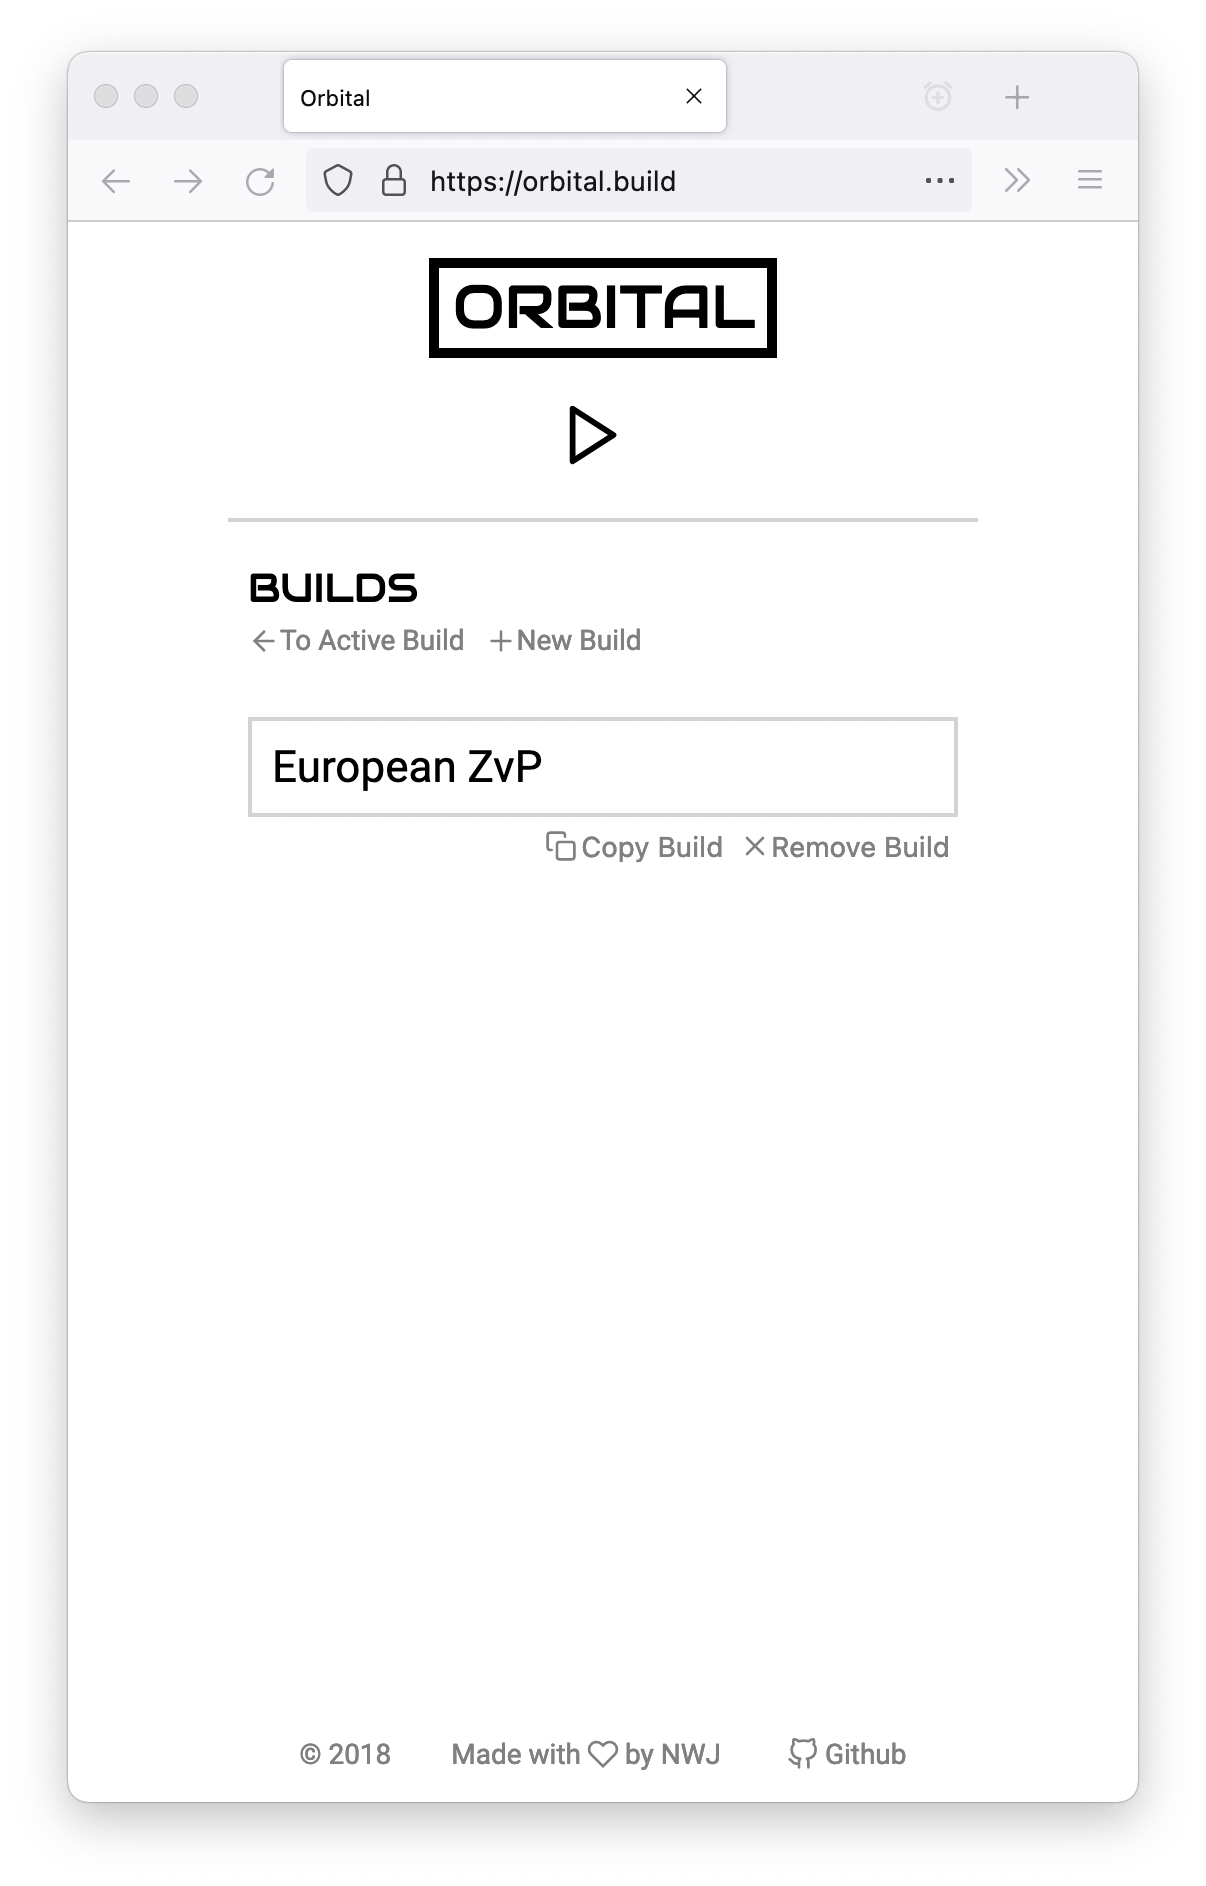 Orbital
https://orbital.build
ORBITAL
BUILDS
To Active Build New Build
European ZvP
Copy Build Remove Build
© 2018 Made with by NWJ Github